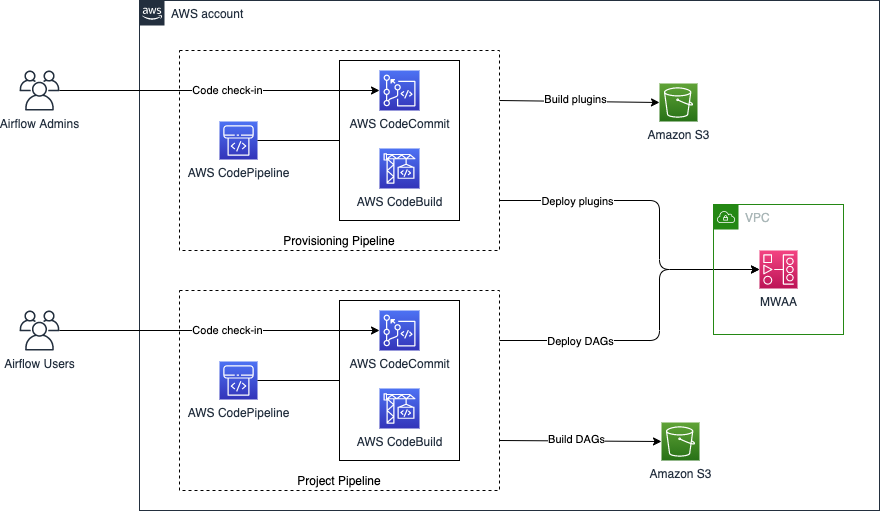 aws
AWS account
Airflow Admins
Code check-in
AWS CodeCommit
AWS CodePipeline
AWS CodeBuild
Provisioning Pipeline
Build plugins
Amazon S3
Deploy plugins
VPC
MWAA
Airflow Users
Code check-in
AWS CodeCommit
AWS CodePipeline
AWS CodeBuild
Project Pipeline
Deploy DAGs
Build DAGs
Amazon S3